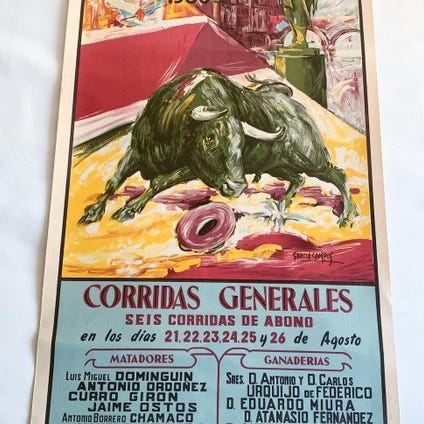 GARCIA CAMPOS
CORRIDAS GENERALES
SEIS CORRIDAS DE ABONO
en los días 21, 22, 23, 24, 25 y 26 de Agosto
MATADORES
LUIS MIGUEL DOMINGUIN
ANTONIO ORDOÑEZ
CURRO GIRON
JAIME OSTOS
ANTONIO BORRERO CHAMACO
GANADERIAS
SRES. D. ANTONIO Y D. CARLOS
URQUIJO DE FEDERICO
D. EDUARDO MIURA
D. ATANASIO FERNANDEZ